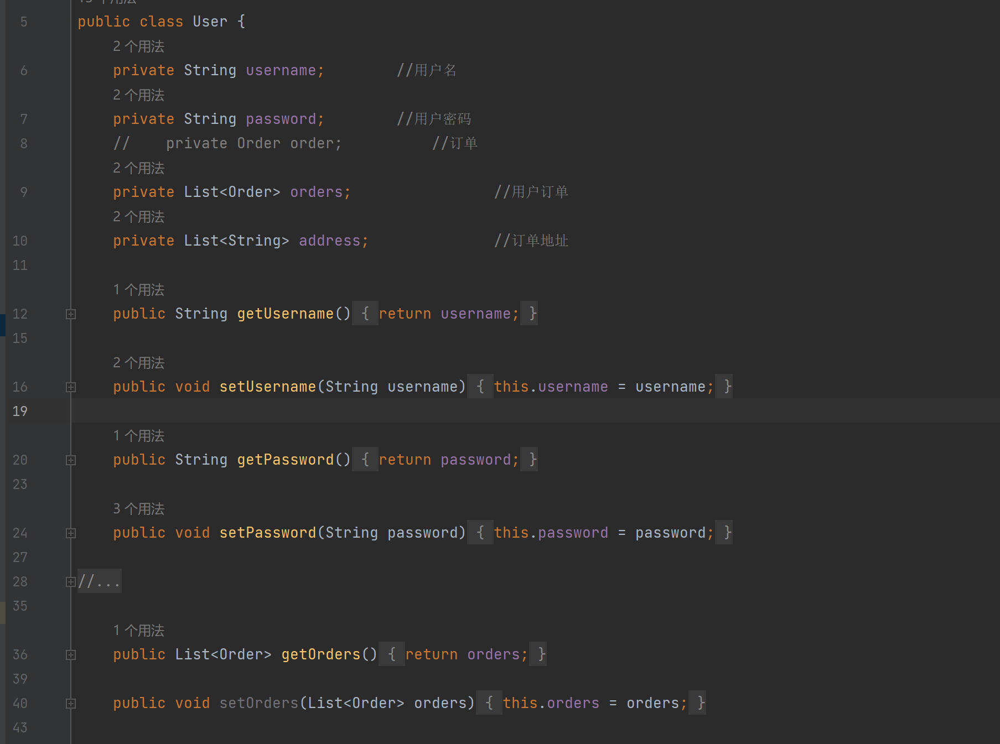 5 public class User {
2 个用法
6 private String username; //用户名
2 个用法
7 private String password; //用户密码
8 // private Order order; //订单
2 个用法
9 private List<Order> orders; //用户订单
2 个用法
10 private List<String> address; //订单地址
11
1 个用法
12 public String getUsername() { return username; }
15
2 个用法
16 public void setUsername(String username) { this.username = username; }
19
1 个用法
20 public String getPassword() { return password; }
23
3 个用法
24 public void setPassword(String password) { this.password = password; }
27
28 //...
35
1 个用法
36 public List<Order> getOrders() { return orders; }
39
40 public void setOrders(List<Order> orders) { this.orders = orders; }
43